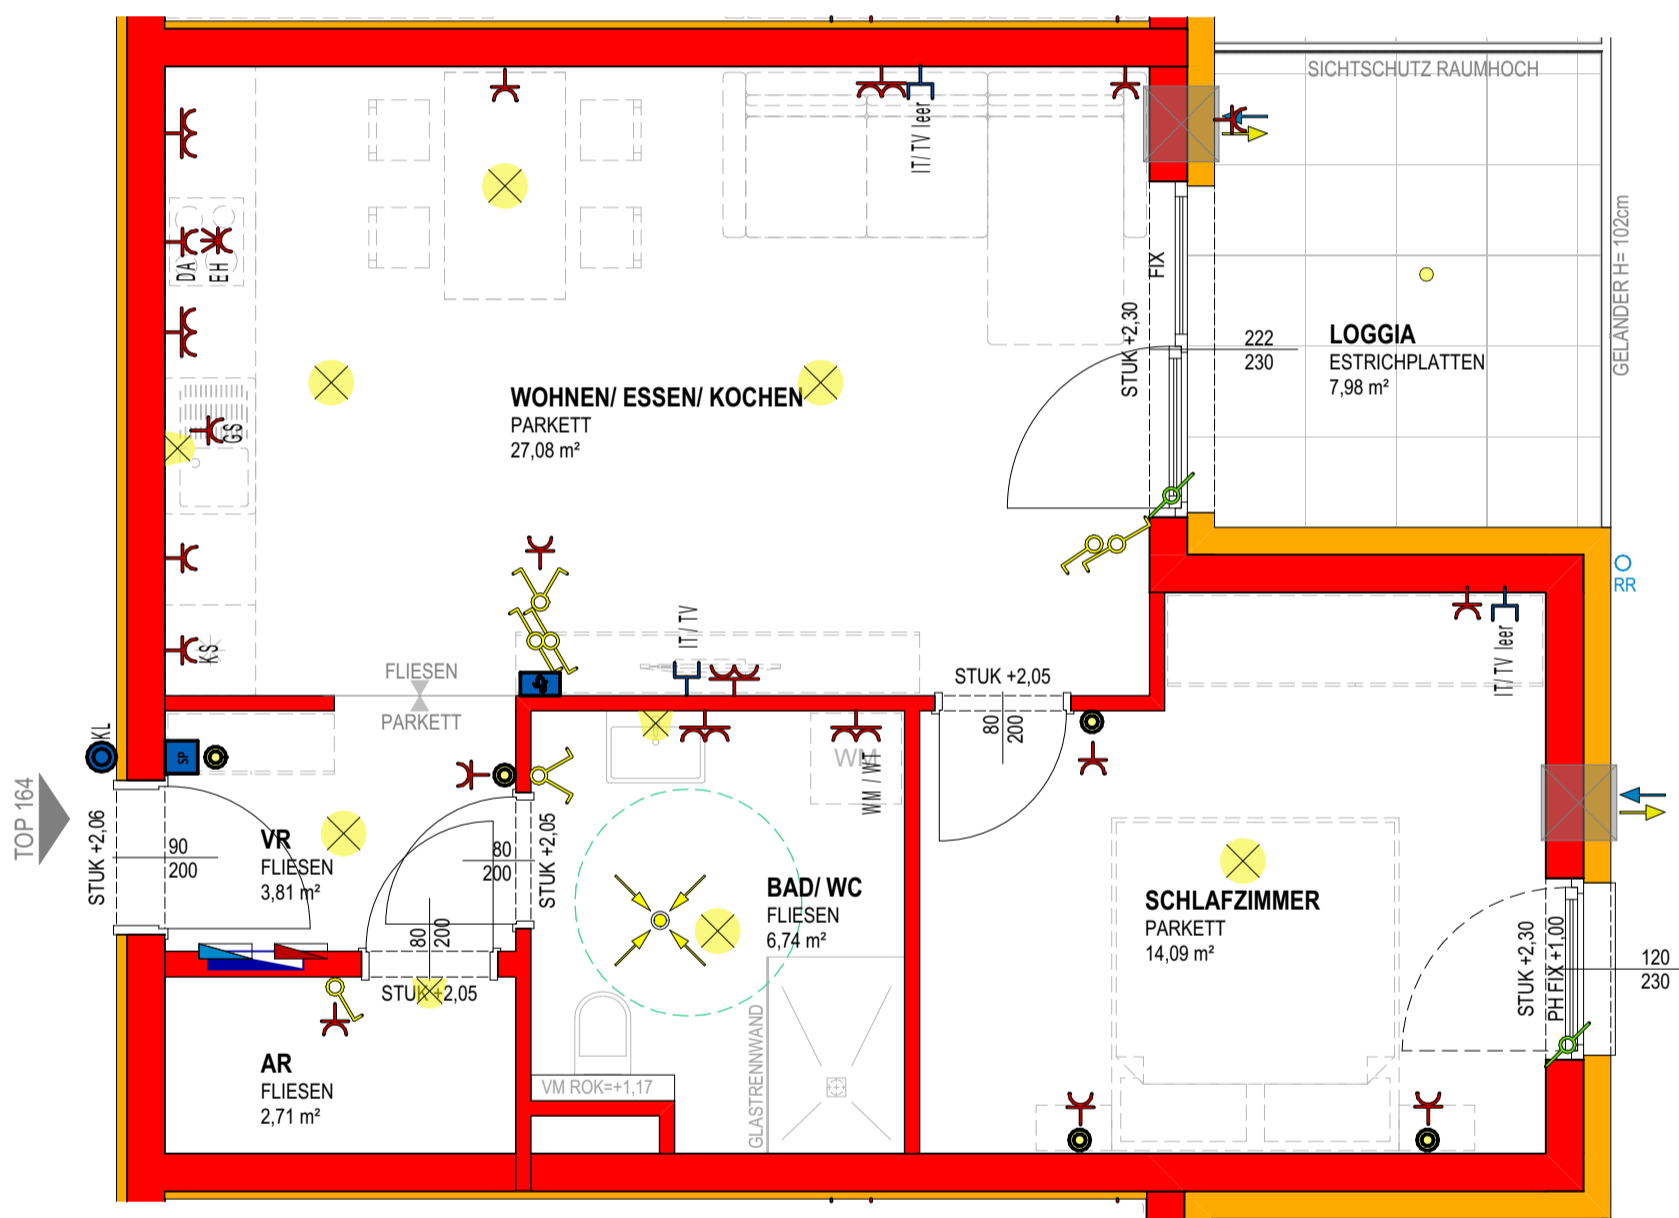 SICHTSCHUTZ RAUMHOCH
IT/ TV leer
DA
EH
GS
KS
FIX
STUK +2,30
222
230
LOGGIA
ESTRICHPLATTEN
7,98 m²
GELÄNDER H= 102cm
WOHNEN/ ESSEN/ KOCHEN
PARKETT
27,08 m²
RR
IT/ TV
IT/ TV leer
FLIESEN
PARKETT
STUK +2,05
80
200
KL
SP
WM
WM / WT
TOP 164
STUK +2,06
90
200
VR
FLIESEN
3,81 m²
80
200
STUK +2,05
80
200
STUK +2,05
BAD/ WC
FLIESEN
6,74 m²
SCHLAFZIMMER
PARKETT
14,09 m²
STUK +2,30
PH FIX +1,00
120
230
AR
FLIESEN
2,71 m²
VM ROK=+1,17
GLASTRENNWAND